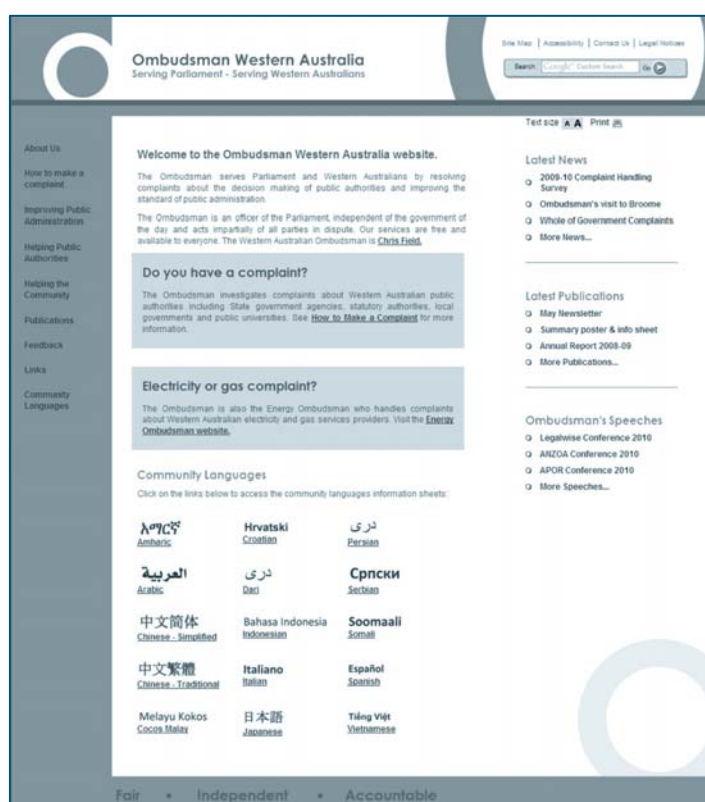 Ombudsman Western Australia
Serving Parliament - Serving Western Australians
Site Map | Accessibility | Contact Us | Legal Notices
Search: Google™ Custom Search Go
Text size A A Print
About Us
How to make a
complaint
Improving Public
Administration
Helping Public
Authorities
Helping the
Community
Publications
Feedback
Links
Community
Languages
Welcome to the Ombudsman Western Australia website.
The Ombudsman serves Parliament and Western Australians by resolving
complaints about the decision making of public authorities and improving the
standard of public administration.
The Ombudsman is an officer of the Parliament, independent of the government of
the day and acts impartially of all parties in dispute. Our services are free and
available to everyone. The Western Australian Ombudsman is Chris Field.
Do you have a complaint?
The Ombudsman investigates complaints about Western Australian public
authorities including State government agencies, statutory authorities, local
governments and public universities. See How to Make a Complaint for more
information.
Electricity or gas complaint?
The Ombudsman is also the Energy Ombudsman who handles complaints
about Western Australian electricity and gas services providers. Visit the Energy
Ombudsman website.
Community Languages
Click on the links below to access the community languages information sheets:
አማርኛ Hrvatski دری
Amharic Croatian Persian
العربية دری Српски
Arabic Dari Serbian
中文简体 Bahasa Indonesia Soomaali
Chinese - Simplified Indonesian Somali
中文繁體 Italiano Español
Chinese - Traditional Italian Spanish
Melayu Kokos 日本語 Tiếng Việt
Cocos Malay Japanese Vietnamese
Latest News
2009-10 Complaint Handling
Survey
Ombudsman's visit to Broome
Whole of Government Complaints
More News...
Latest Publications
May Newsletter
Summary poster & info sheet
Annual Report 2008-09
More Publications...
Ombudsman's Speeches
Legalwise Conference 2010
ANZOA Conference 2010
APOR Conference 2010
More Speeches...
Fair • Independent • Accountable